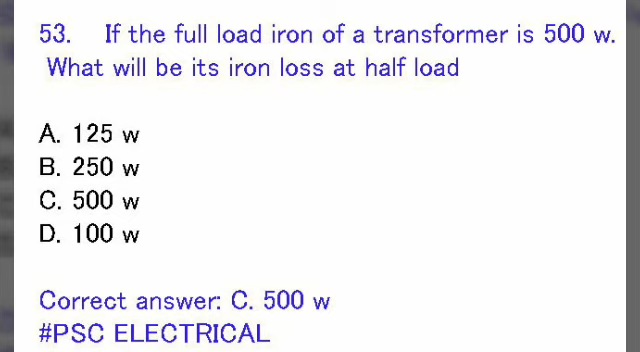 53. If the full load iron of a transformer is 500 w.
What will be its iron loss at half load
A. 125 w
B. 250 w
C. 500 w
D. 100 w
Correct answer: C. 500 w
#PSC ELECTRICAL